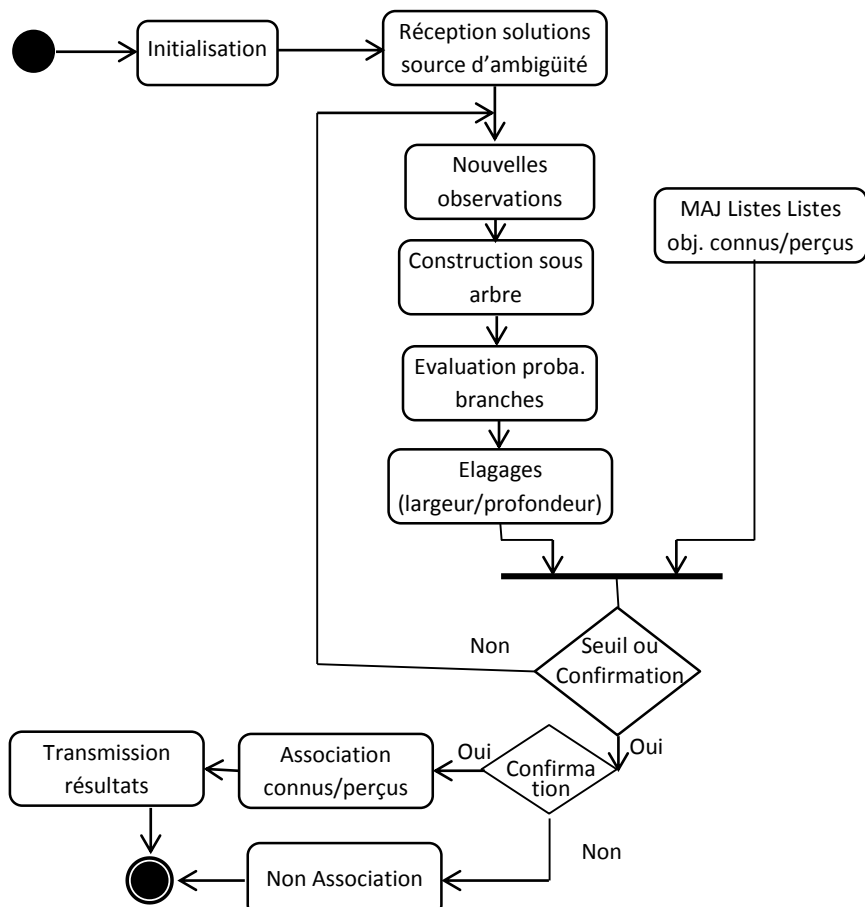 Initialisation
Réception solutions
source d’ambigüité
Nouvelles
observations
MAJ Listes Listes
obj. connus/perçus
Construction sous
arbre
Evaluation proba.
branches
Elagages
(largeur/profondeur)
Non
Seuil ou
Confirmation
Transmission
résultats
Association
connus/perçus
Oui
Confirma
tion
Oui
Non Association
Non